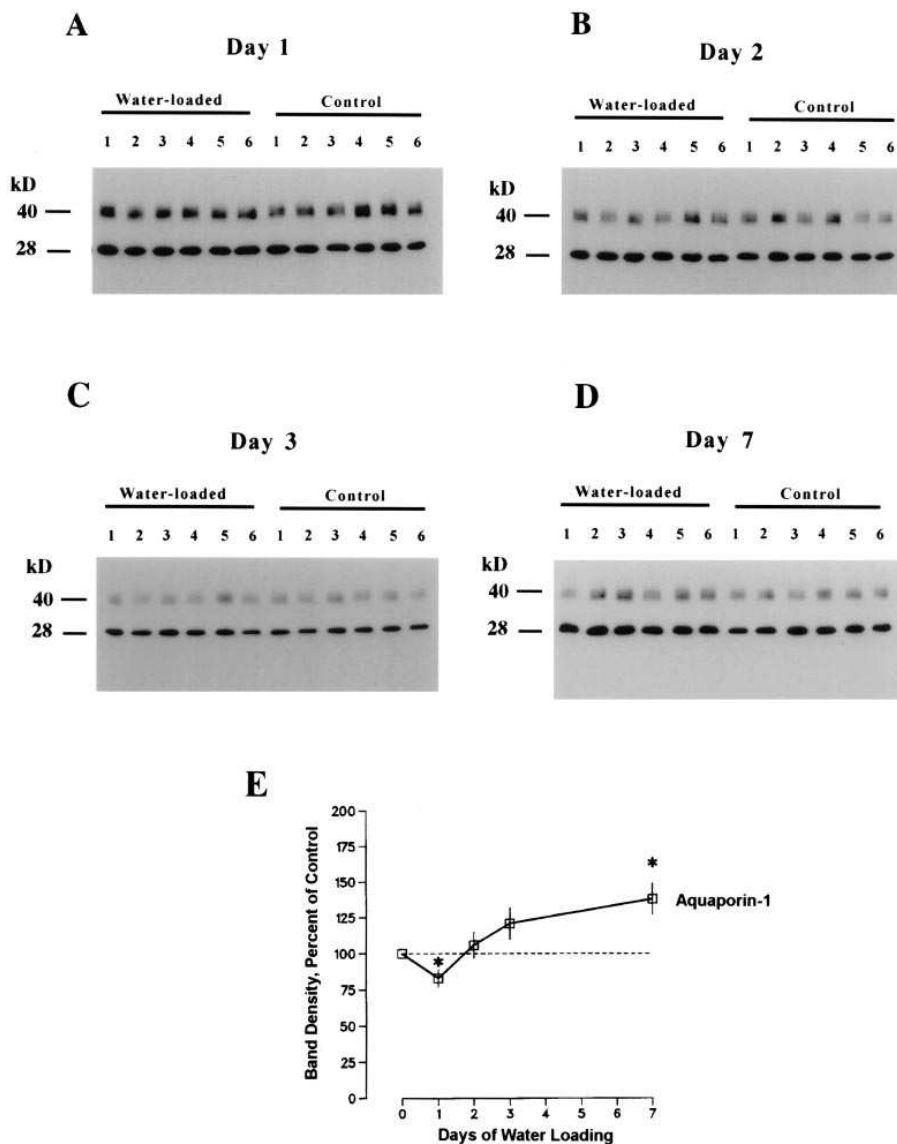 A
Day 1
Water-loaded Control
1 2 3 4 5 6 1 2 3 4 5 6
kD
40
28
B
Day 2
Water-loaded Control
1 2 3 4 5 6 1 2 3 4 5 6
kD
40
28
C
Day 3
Water-loaded Control
1 2 3 4 5 6 1 2 3 4 5 6
kD
40
28
D
Day 7
Water-loaded Control
1 2 3 4 5 6 1 2 3 4 5 6
kD
40
28
E
Band Density, Percent of Control
200
175
150
125
100
75
50
25
0
*
*
Aquaporin-1
0 1 2 3 4 5 6 7
Days of Water Loading